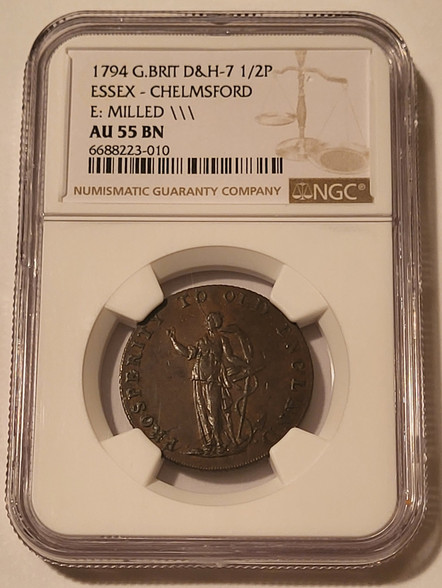 1794 G.BRIT D&H-7 1/2P
ESSEX - CHELMSFORD
E: MILLED \\\
AU 55 BN
6688223-010
NUMISMATIC GUARANTY COMPANY
NGC®
PROSPERITY TO OLD